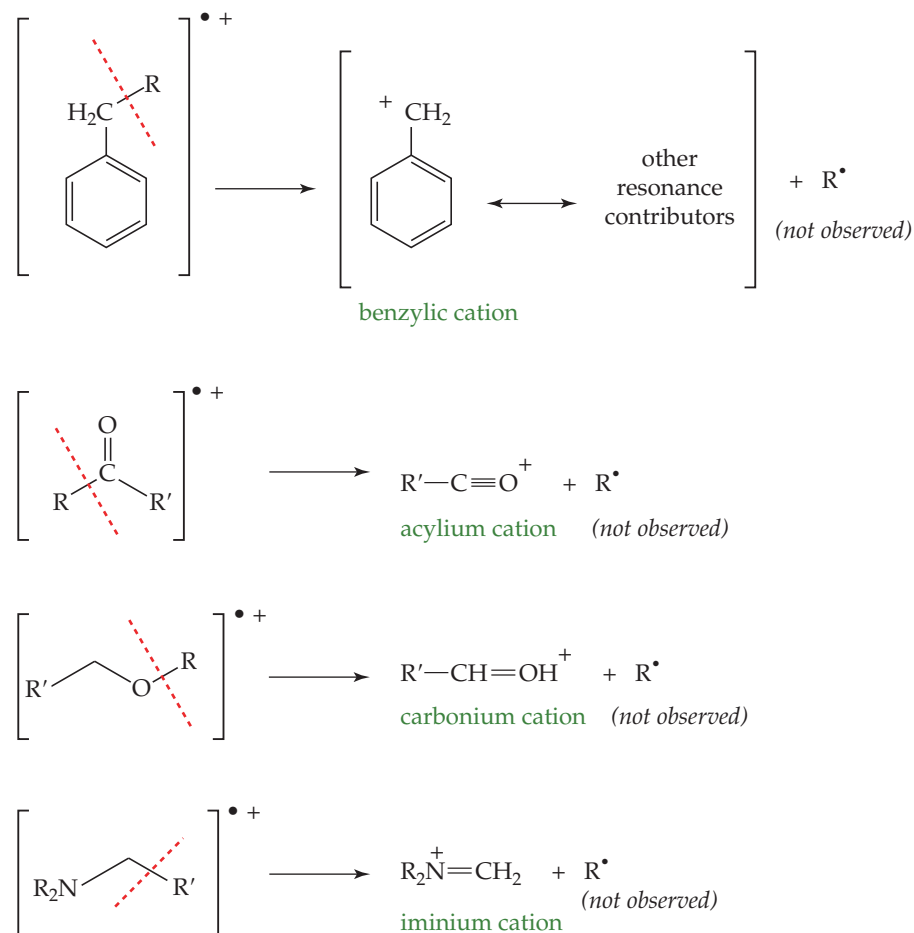 • +
R
H₂C
+ CH₂
other
resonance
contributors
+ R•
(not observed)
benzylic cation
• +
O
C
R R′
R′—C≡O⁺ + R•
acylium cation (not observed)
• +
R′ O R
R′—CH=OH⁺ + R•
carbonium cation (not observed)
• +
R₂N R′
R₂N⁺=CH₂ + R•
(not observed)
iminium cation